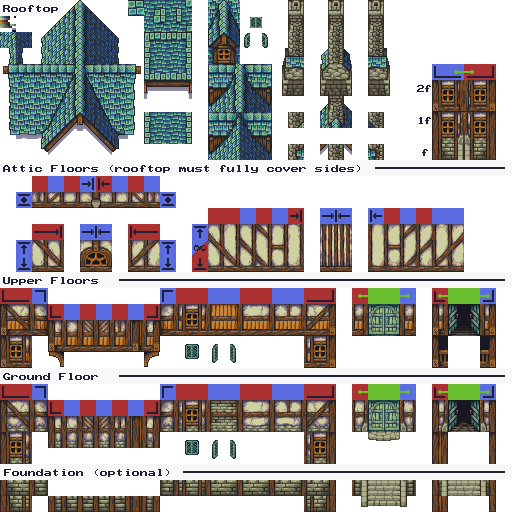 Rooftop
2f
1f
f
Attic Floors (rooftop must fully cover sides)
Upper Floors
Ground Floor
Foundation (optional)